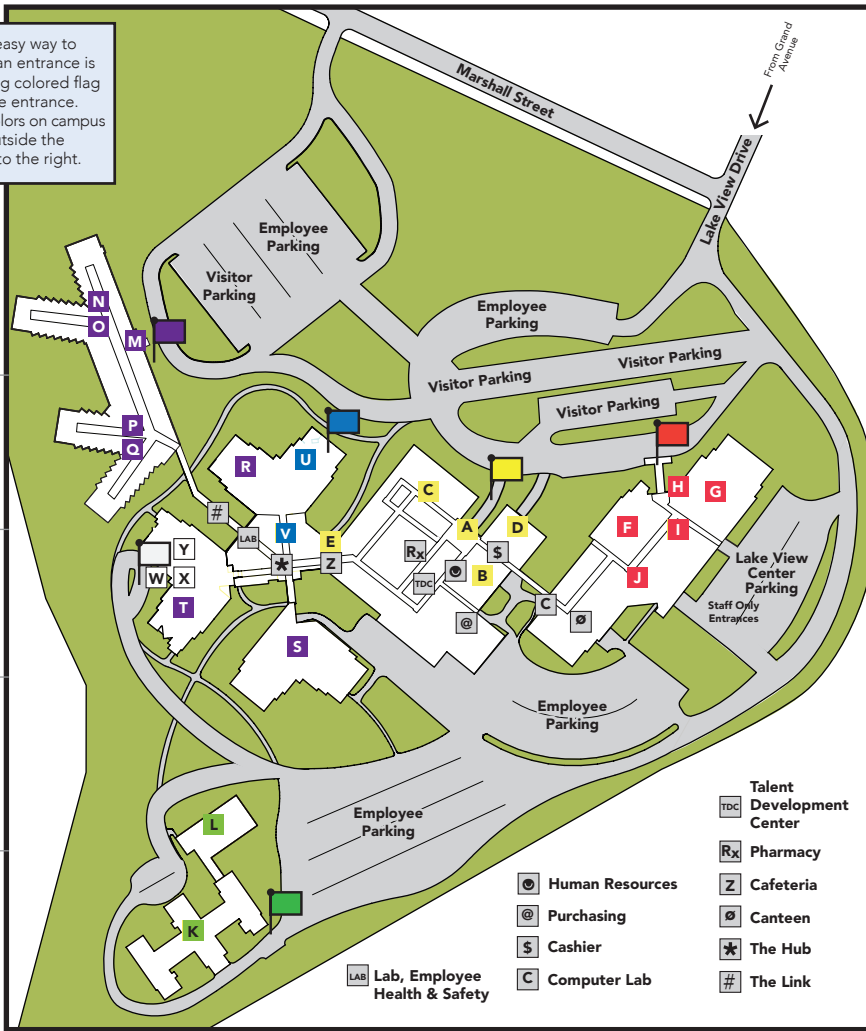 easy way to
an entrance is
g colored flag
e entrance.
lors on campus
utside the
to the right.
From Grand
Avenue
Marshall Street
Lake View Drive
Employee
Parking
Visitor
Parking
Employee
Parking
Visitor Parking
Visitor Parking
Visitor Parking
N
O
M
P
Q
R
U
C
A
D
H
G
F
I
J
#
LAB
V
E
Z
*
Rx
TDC
$
B
@
C
Ø
Y
W
X
T
S
Lake View
Center
Parking
Staff Only
Entrances
Employee
Parking
Employee
Parking
L
K
TDC
Talent
Development
Center
Rx Pharmacy
Human Resources
Z Cafeteria
@ Purchasing
Ø Canteen
$ Cashier
* The Hub
LAB Lab, Employee
Health & Safety
C Computer Lab
# The Link